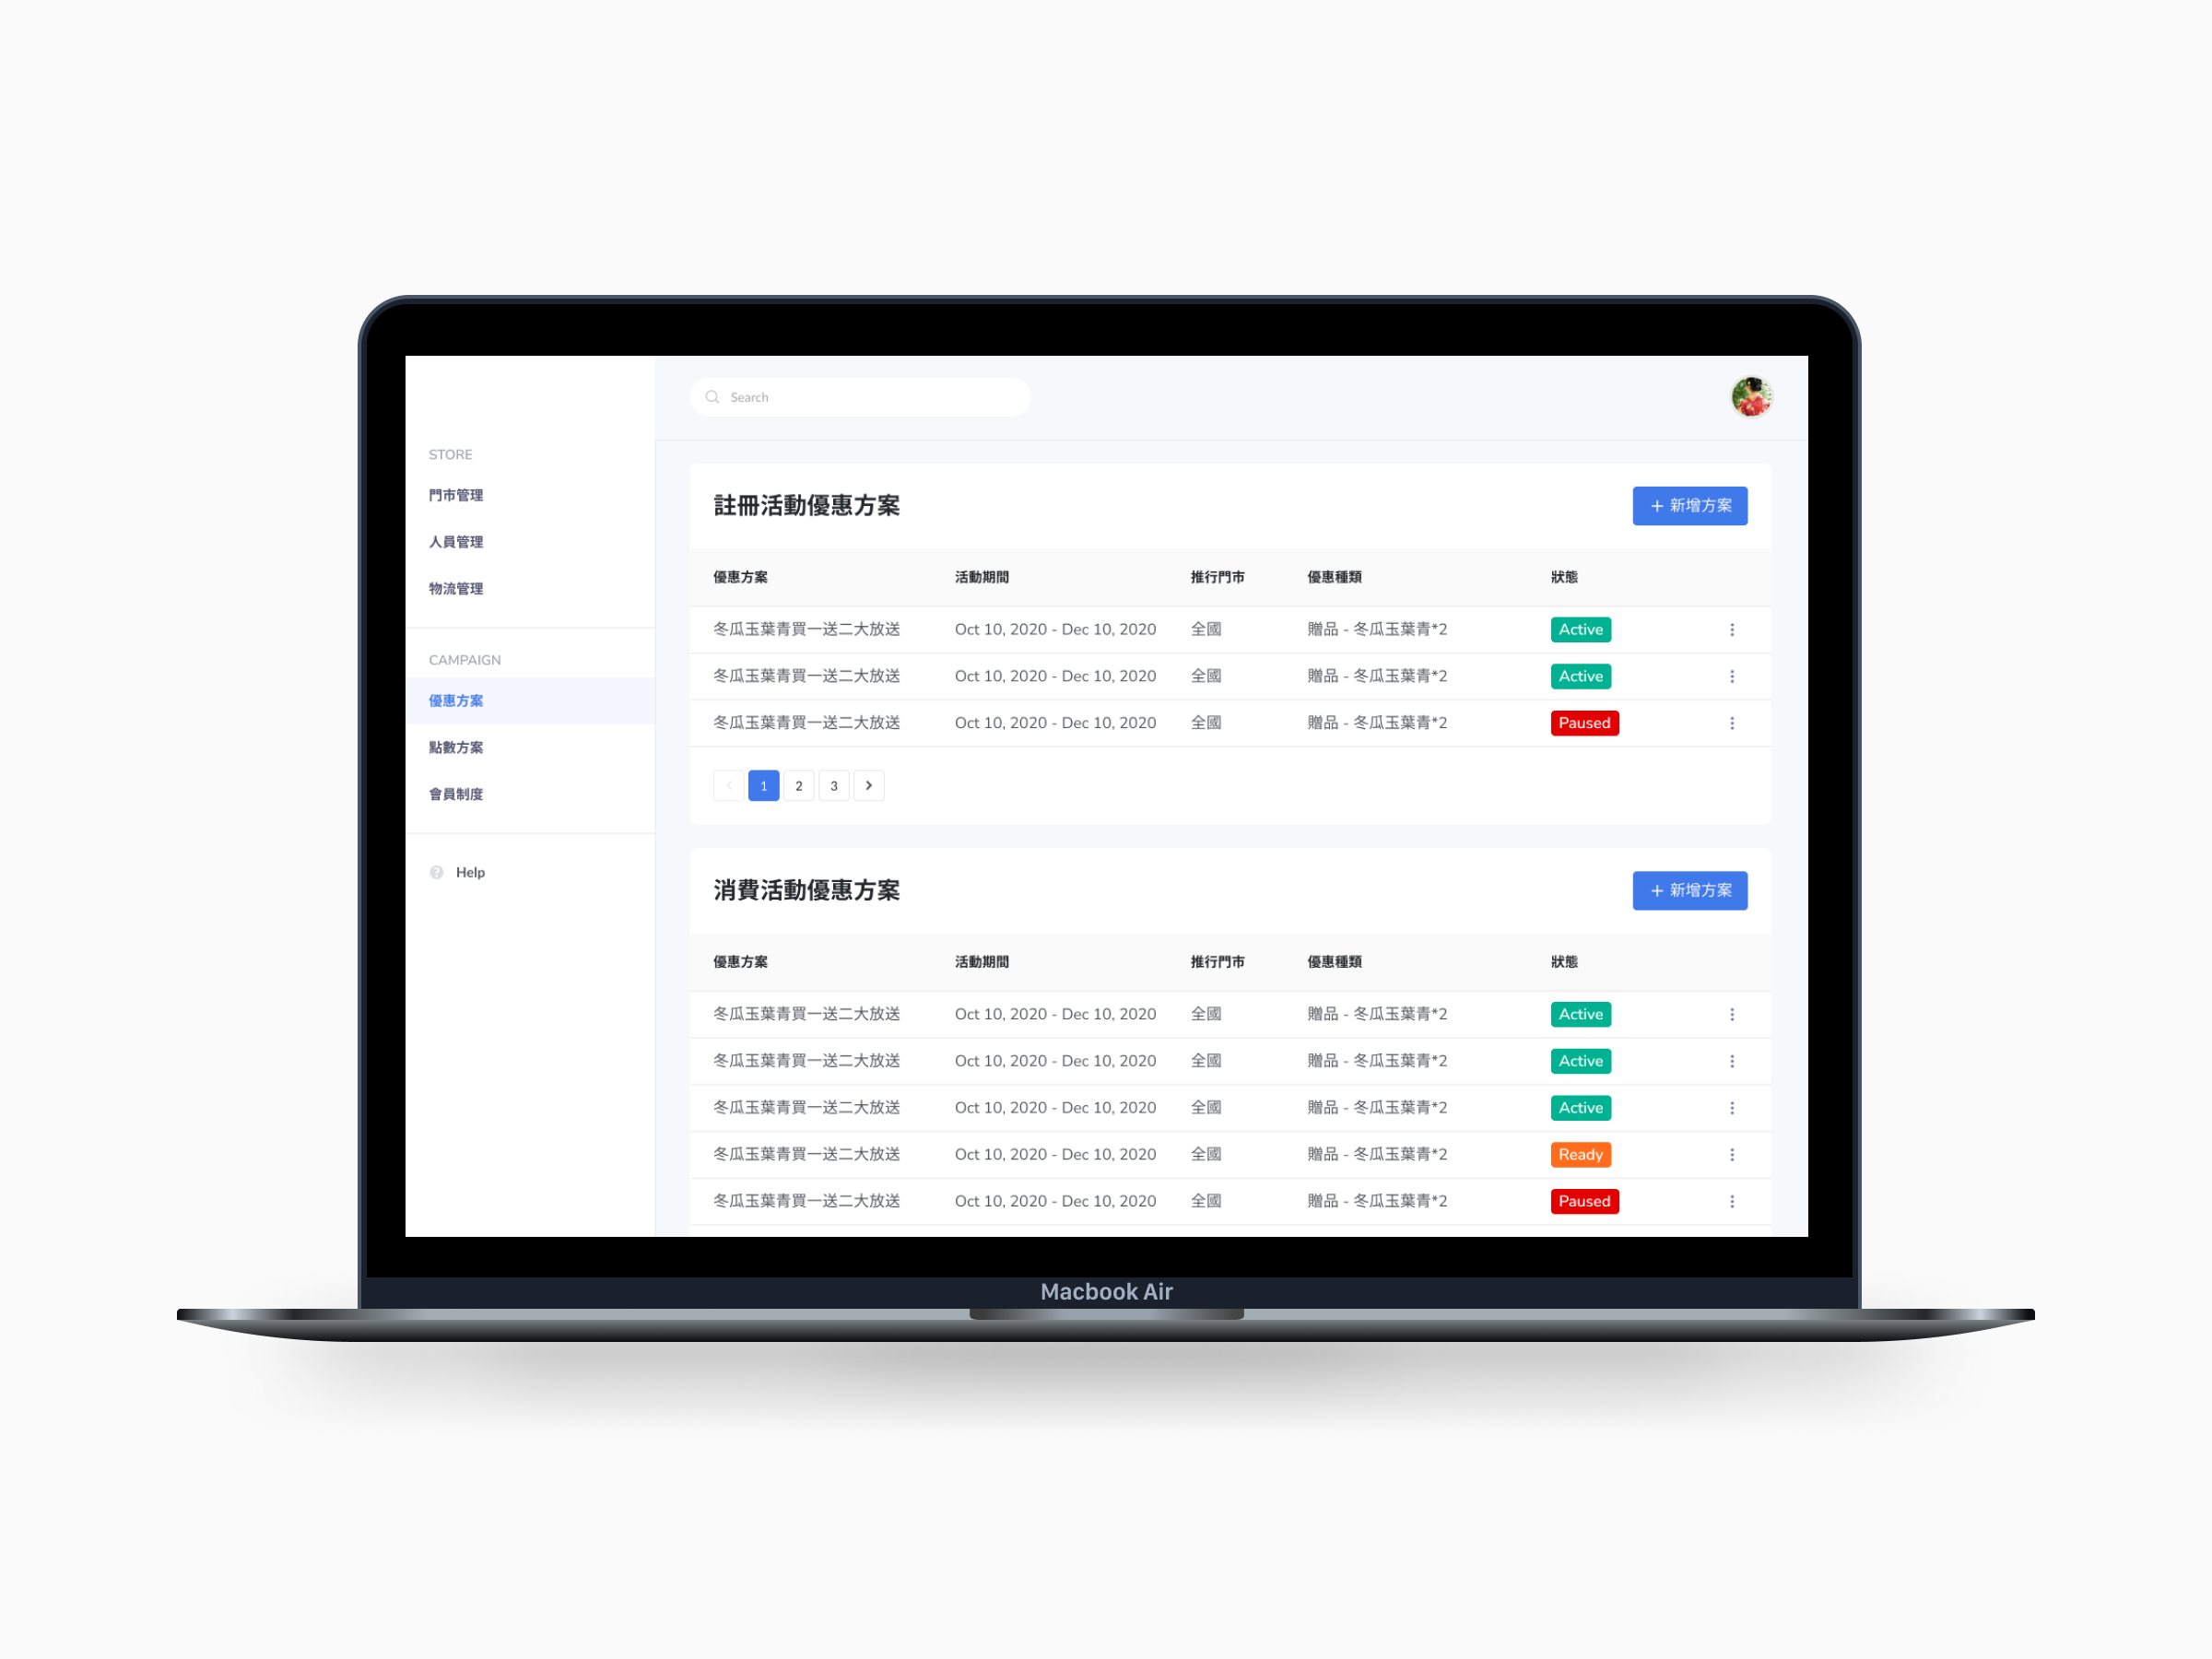 Search
STORE
門市管理
人員管理
物流管理
CAMPAIGN
優惠方案
點數方案
會員制度
? Help
註冊活動優惠方案
+ 新增方案
優惠方案 活動期間 推行門市 優惠種類 狀態
冬瓜玉葉青買一送二大放送 Oct 10, 2020 - Dec 10, 2020 全國 贈品 - 冬瓜玉葉青*2 Active
冬瓜玉葉青買一送二大放送 Oct 10, 2020 - Dec 10, 2020 全國 贈品 - 冬瓜玉葉青*2 Active
冬瓜玉葉青買一送二大放送 Oct 10, 2020 - Dec 10, 2020 全國 贈品 - 冬瓜玉葉青*2 Paused
< 1 2 3 >
消費活動優惠方案
+ 新增方案
優惠方案 活動期間 推行門市 優惠種類 狀態
冬瓜玉葉青買一送二大放送 Oct 10, 2020 - Dec 10, 2020 全國 贈品 - 冬瓜玉葉青*2 Active
冬瓜玉葉青買一送二大放送 Oct 10, 2020 - Dec 10, 2020 全國 贈品 - 冬瓜玉葉青*2 Active
冬瓜玉葉青買一送二大放送 Oct 10, 2020 - Dec 10, 2020 全國 贈品 - 冬瓜玉葉青*2 Active
冬瓜玉葉青買一送二大放送 Oct 10, 2020 - Dec 10, 2020 全國 贈品 - 冬瓜玉葉青*2 Ready
冬瓜玉葉青買一送二大放送 Oct 10, 2020 - Dec 10, 2020 全國 贈品 - 冬瓜玉葉青*2 Paused
Macbook Air